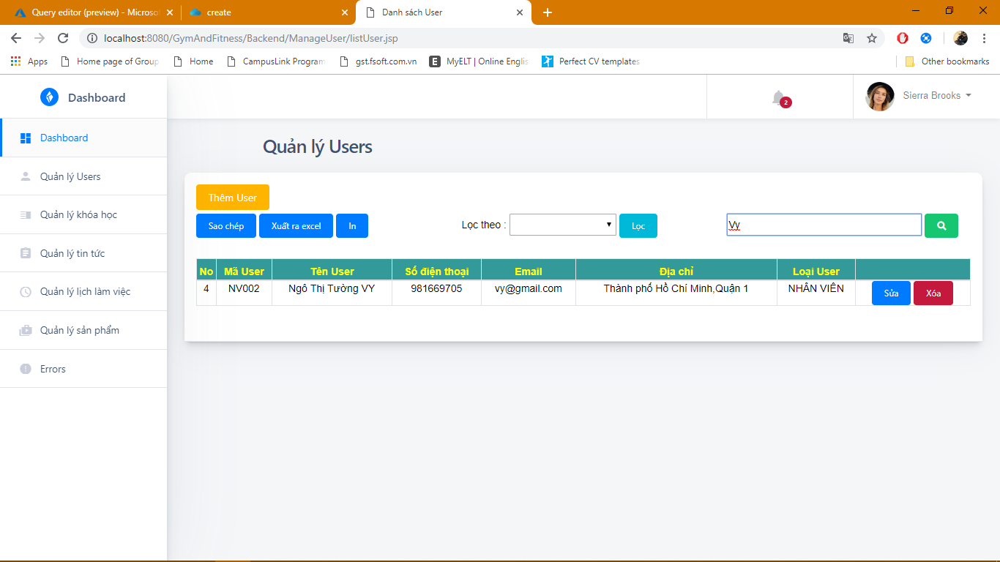 Query editor (preview) - Microso
create
Danh sách User
localhost:8080/GymAndFitness/Backend/ManageUser/listUser.jsp
Apps
Home page of Group
Home
CampusLink Program
gst.fsoft.com.vn
MyELT | Online Englis
Perfect CV templates
Other bookmarks
Dashboard
2
Sierra Brooks
Dashboard
Quản lý Users
Quản lý khóa học
Quản lý tin tức
Quản lý lịch làm việc
Quản lý sản phẩm
Errors
Quản lý Users
Thêm User
Sao chép Xuất ra excel In
Lọc theo : Lọc
Vy
No Mã User Tên User Số điện thoại Email Địa chỉ Loại User
4 NV002 Ngô Thị Tường VY 981669705 vy@gmail.com Thành phố Hồ Chí Minh,Quận 1 NHÂN VIÊN Sửa Xóa